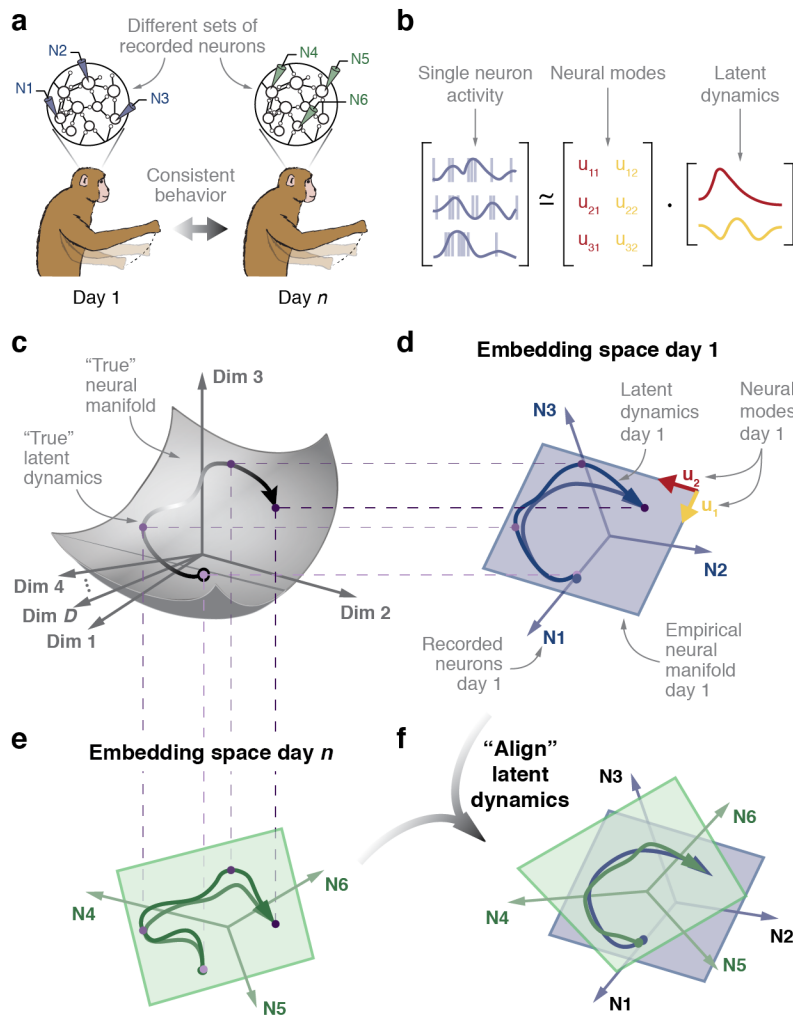 a
Different sets of
recorded neurons
N2
N1
N3
N4
N5
N6
Consistent
behavior
Day 1
Day n
b
Single neuron
activity
Neural modes
Latent
dynamics
≅
u11 u12
u21 u22
u31 u32
·
c
"True"
neural
manifold
"True"
latent
dynamics
Dim 3
Dim 4
Dim D
Dim 1
Dim 2
d
Embedding space day 1
N3
Latent
dynamics
day 1
Neural
modes
day 1
u2
u1
N2
N1
Recorded
neurons
day 1
Empirical
neural
manifold
day 1
e
Embedding space day n
N4
N6
N5
f
"Align"
latent
dynamics
N3
N6
N4
N2
N5
N1